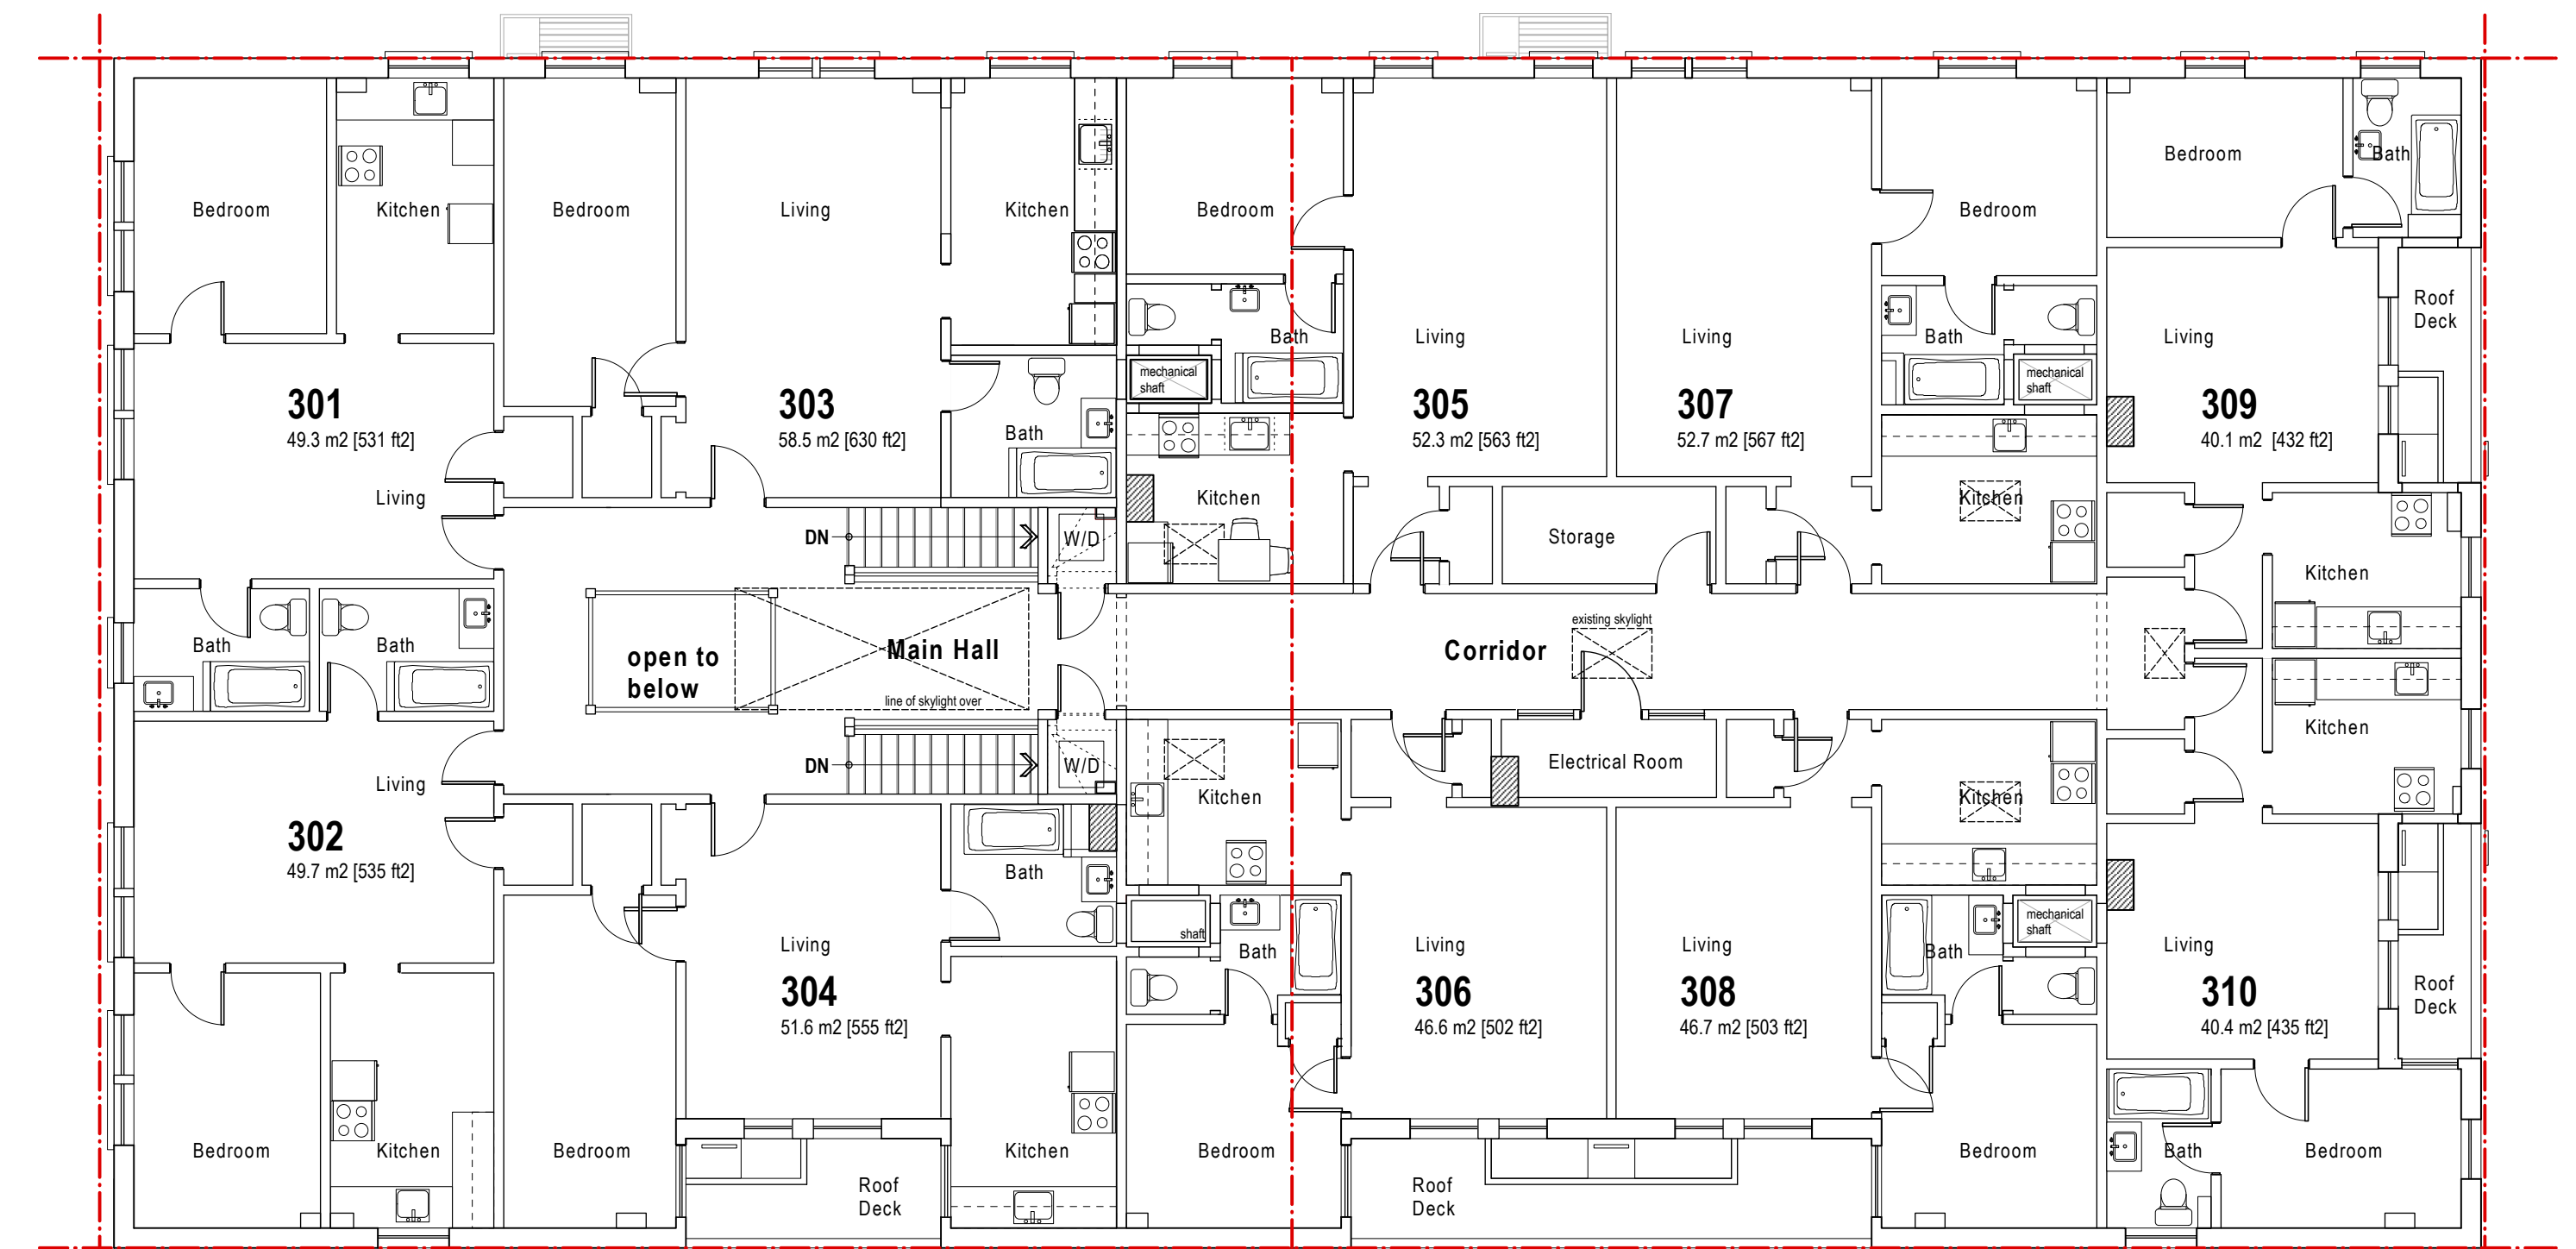 Bedroom
Kitchen
Bedroom
Living
Kitchen
Bedroom
Bedroom
Bedroom
Bath
Living
Bath
Living
Living
Bath
Living
Roof
Deck
mechanical
shaft
mechanical
shaft
301
49.3 m2 [531 ft2]
303
58.5 m2 [630 ft2]
305
52.3 m2 [563 ft2]
307
52.7 m2 [567 ft2]
309
40.1 m2 [432 ft2]
Bath
Living
Kitchen
Kitchen
DN
W/D
Storage
Kitchen
Bath
Bath
open to
below
Main Hall
line of skylight over
Corridor
existing skylight
Kitchen
DN
W/D
Electrical Room
Living
Kitchen
Kitchen
302
49.7 m2 [535 ft2]
Bath
shaft
Bath
mechanical
shaft
Bath
Living
Living
Living
Living
304
51.6 m2 [555 ft2]
306
46.6 m2 [502 ft2]
308
46.7 m2 [503 ft2]
310
40.4 m2 [435 ft2]
Roof
Deck
Bedroom
Kitchen
Bedroom
Kitchen
Bedroom
Bedroom
Bath
Bedroom
Roof
Deck
Roof
Deck